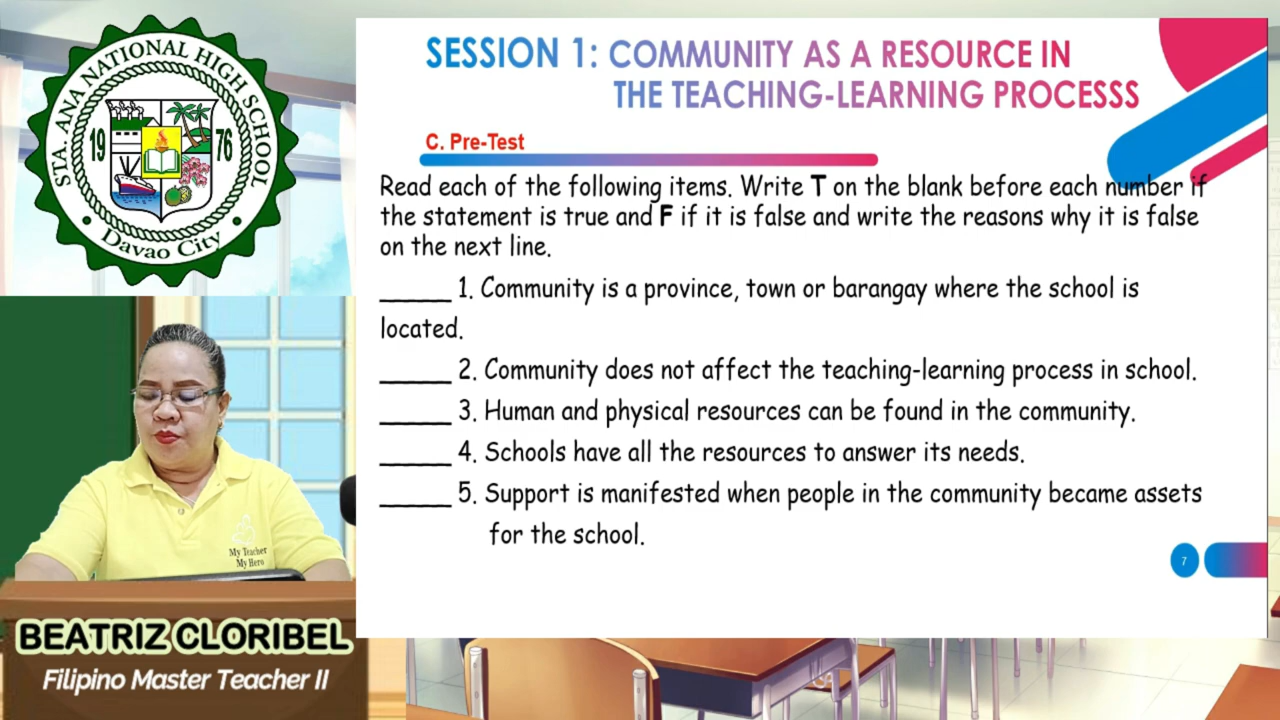 STA. ANA NATIONAL HIGH SCHOOL
19 76
Davao City
SESSION 1: COMMUNITY AS A RESOURCE IN
THE TEACHING-LEARNING PROCESSS
C. Pre-Test
Read each of the following items. Write T on the blank before each number if
the statement is true and F if it is false and write the reasons why it is false
on the next line.
______ 1. Community is a province, town or barangay where the school is
located.
______ 2. Community does not affect the teaching-learning process in school.
______ 3. Human and physical resources can be found in the community.
______ 4. Schools have all the resources to answer its needs.
______ 5. Support is manifested when people in the community became assets
for the school.
7
My Teacher
My Hero
BEATRIZ CLORIBEL
Filipino Master Teacher II